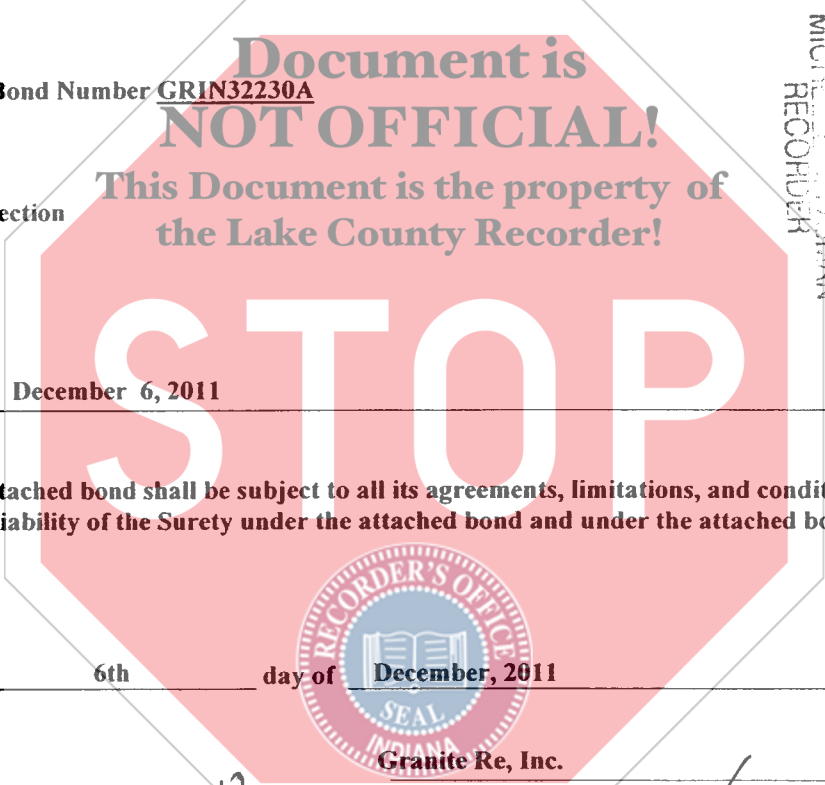 Document is
Bond Number GRIN32230A
NOT OFFICIAL!
This Document is the property of
ection
the Lake County Recorder!
RECORDER
STOP
December 6, 2011
tached bond shall be subject to all its agreements, limitations, and condit
iability of the Surety under the attached bond and under the attached bo
RECORDER'S OFFICE
6th day of December, 2011
SEAL
INDIANA
Granite Re, Inc.